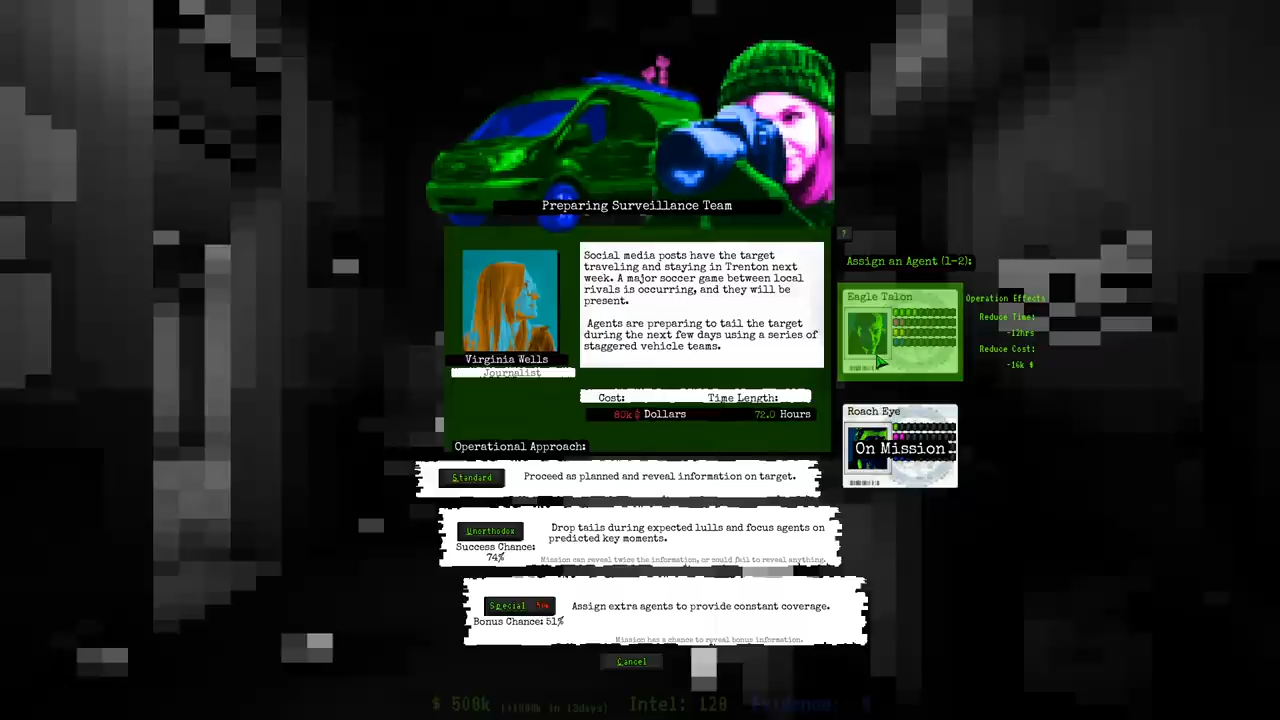 Preparing Surveillance Team
Social media posts have the target
traveling and staying in Trenton next
week. A major soccer game between local
rivals is occurring, and they will be
present.
Agents are preparing to tail the target
during the next few days using a series of
staggered vehicle teams.
Virginia Wells
Journalist
Cost: Time Length:
80k $ Dollars 72.0 Hours
?
Assign an Agent (1-2):
Eagle Talon
Operation Effects
Reduce Time:
-12hrs
Reduce Cost:
-16k $
Roach Eye
On Mission
Operational Approach:
Standard Proceed as planned and reveal information on target.
Unorthodox Drop tails during expected lulls and focus agents on
predicted key moments.
Success Chance:
74%
Mission can reveal twice the information, or could fail to reveal anything.
Special Assign extra agents to provide constant coverage.
Bonus Chance: 51%
Mission has a chance to reveal bonus information.
Cancel
$ 508k Intel: 128